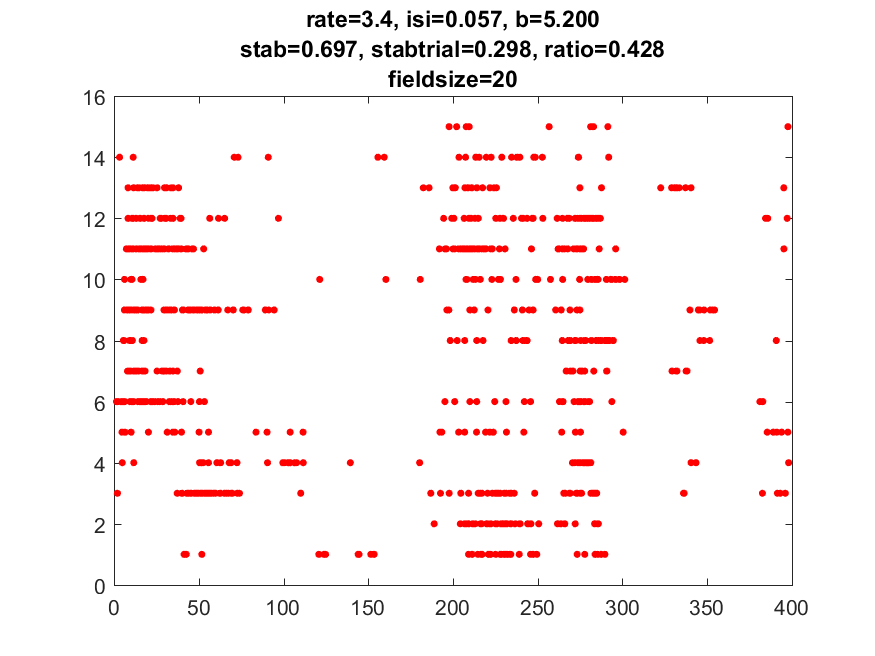 rate=3.4, isi=0.057, b=5.200
stab=0.697, stabtrial=0.298, ratio=0.428
fieldsize=20
16
14
12
10
8
6
4
2
0
0 50 100 150 200 250 300 350 400